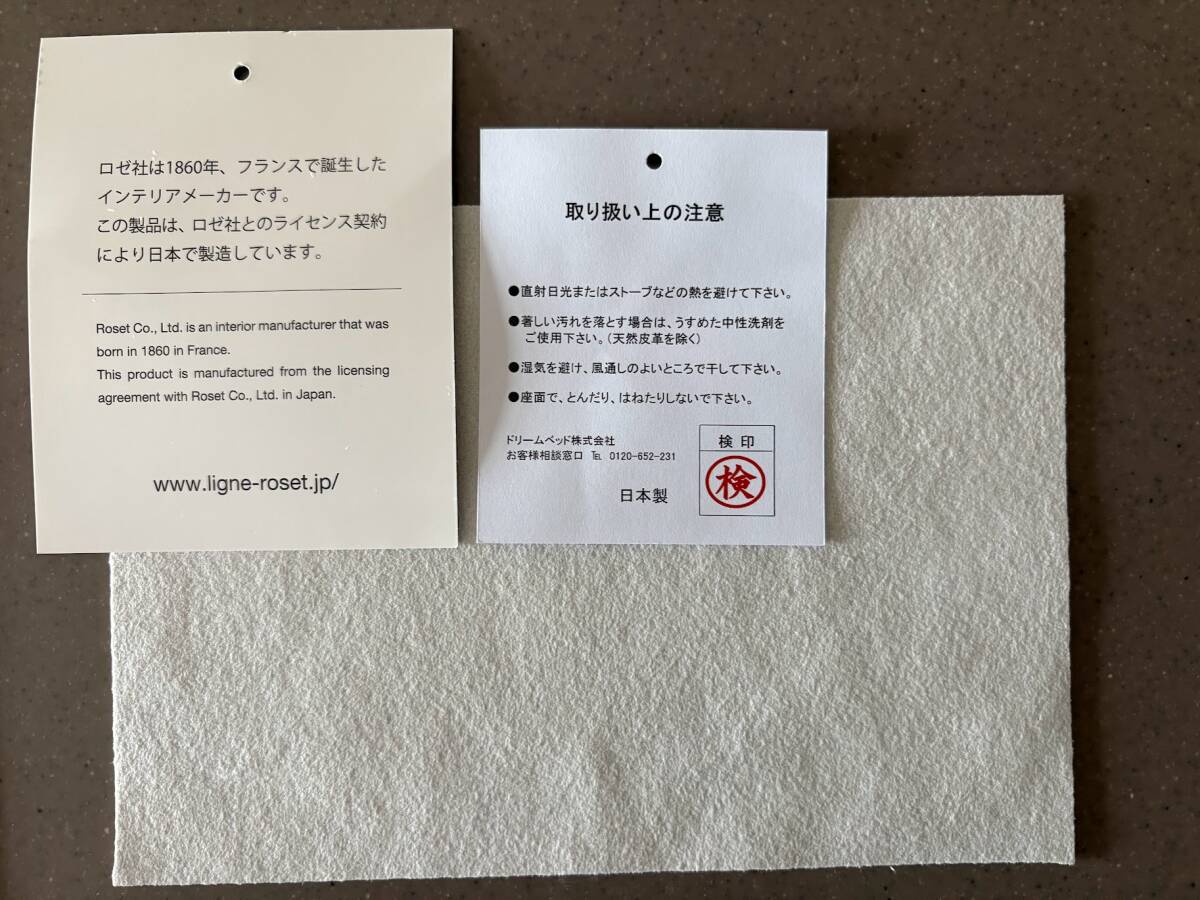 ロゼ社は1860年、フランスで誕生した
インテリアメーカーです。
この製品は、ロゼ社とのライセンス契約
により日本で製造しています。
Roset Co., Ltd. is an interior manufacturer that was
born in 1860 in France.
This product is manufactured from the licensing
agreement with Roset Co., Ltd. in Japan.
www.ligne-roset.jp/
取り扱い上の注意
●直射日光またはストーブなどの熱を避けて下さい。
●著しい汚れを落とす場合は、うすめた中性洗剤を
ご使用下さい。(天然皮革を除く)
●湿気を避け、風通しのよいところで干して下さい。
●座面で、とんだり、はねたりしないで下さい。
ドリームベッド株式会社
お客様相談窓口 ℡ 0120-652-231
日本製
検印
検